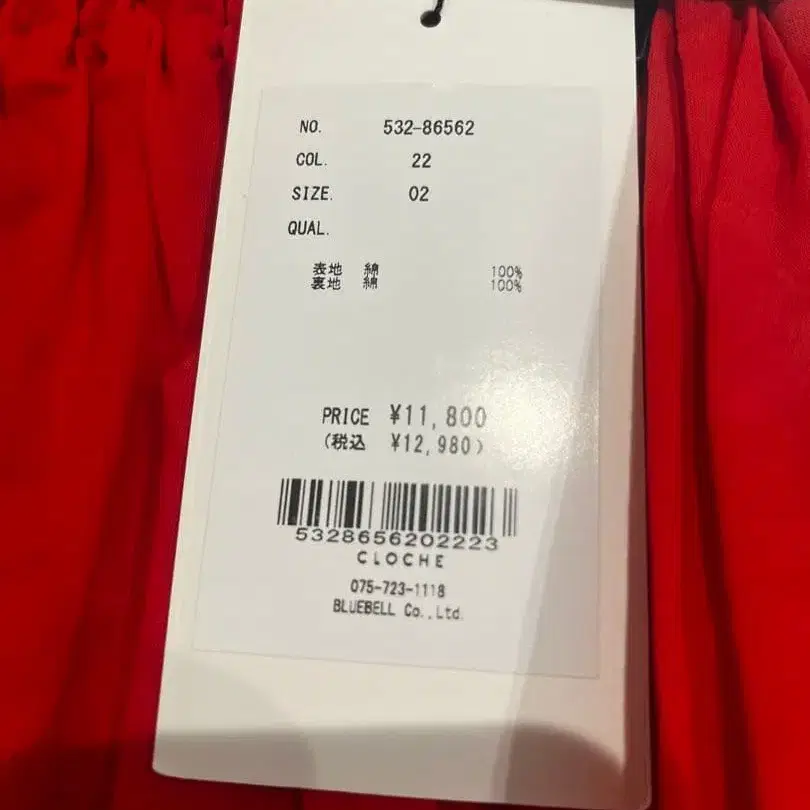 NO. 532-86562
COL. 22
SIZE. 02
QUAL.
表地 綿 100%
裏地 綿 100%
PRICE ¥11,800
(税込 ¥12,980)
5328656202223
CLOCHE
075-723-1118
BLUEBELL Co.,Ltd.